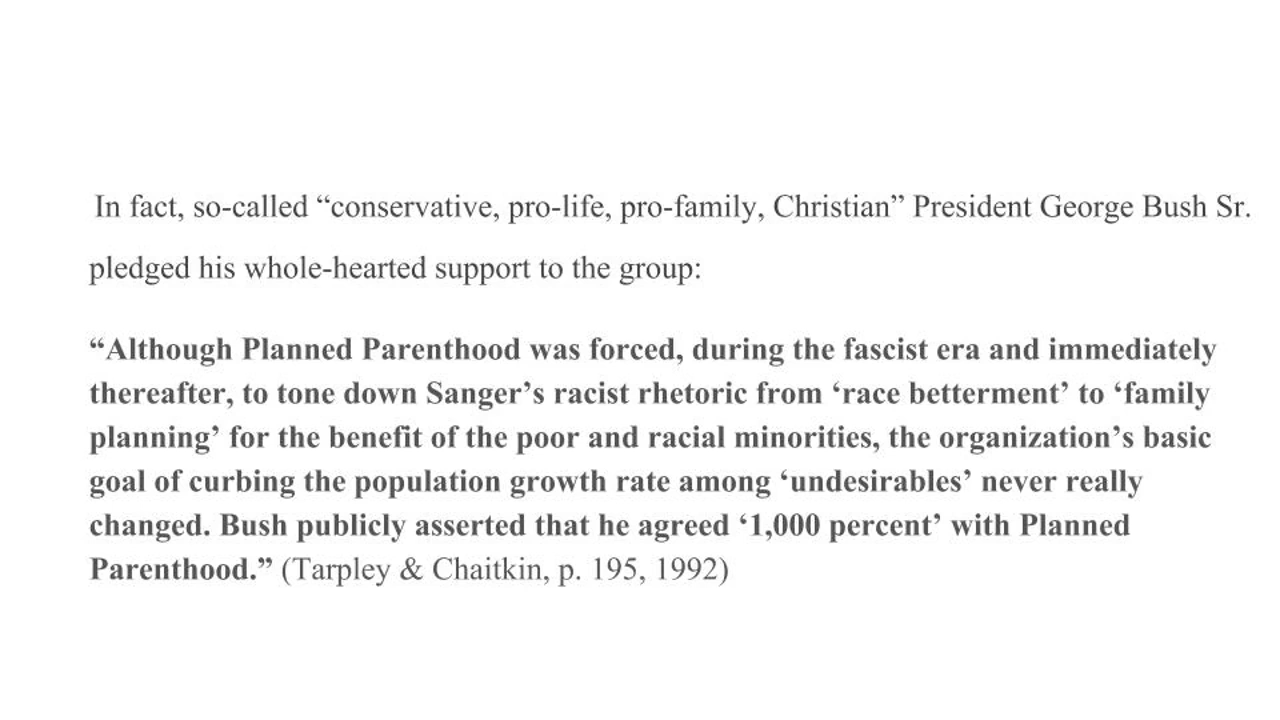 In fact, so-called “conservative, pro-life, pro-family, Christian” President George Bush Sr.
pledged his whole-hearted support to the group:
“Although Planned Parenthood was forced, during the fascist era and immediately
thereafter, to tone down Sanger’s racist rhetoric from ‘race betterment’ to ‘family
planning’ for the benefit of the poor and racial minorities, the organization’s basic
goal of curbing the population growth rate among ‘undesirables’ never really
changed. Bush publicly asserted that he agreed ‘1,000 percent’ with Planned
Parenthood.” (Tarpley & Chaitkin, p. 195, 1992)